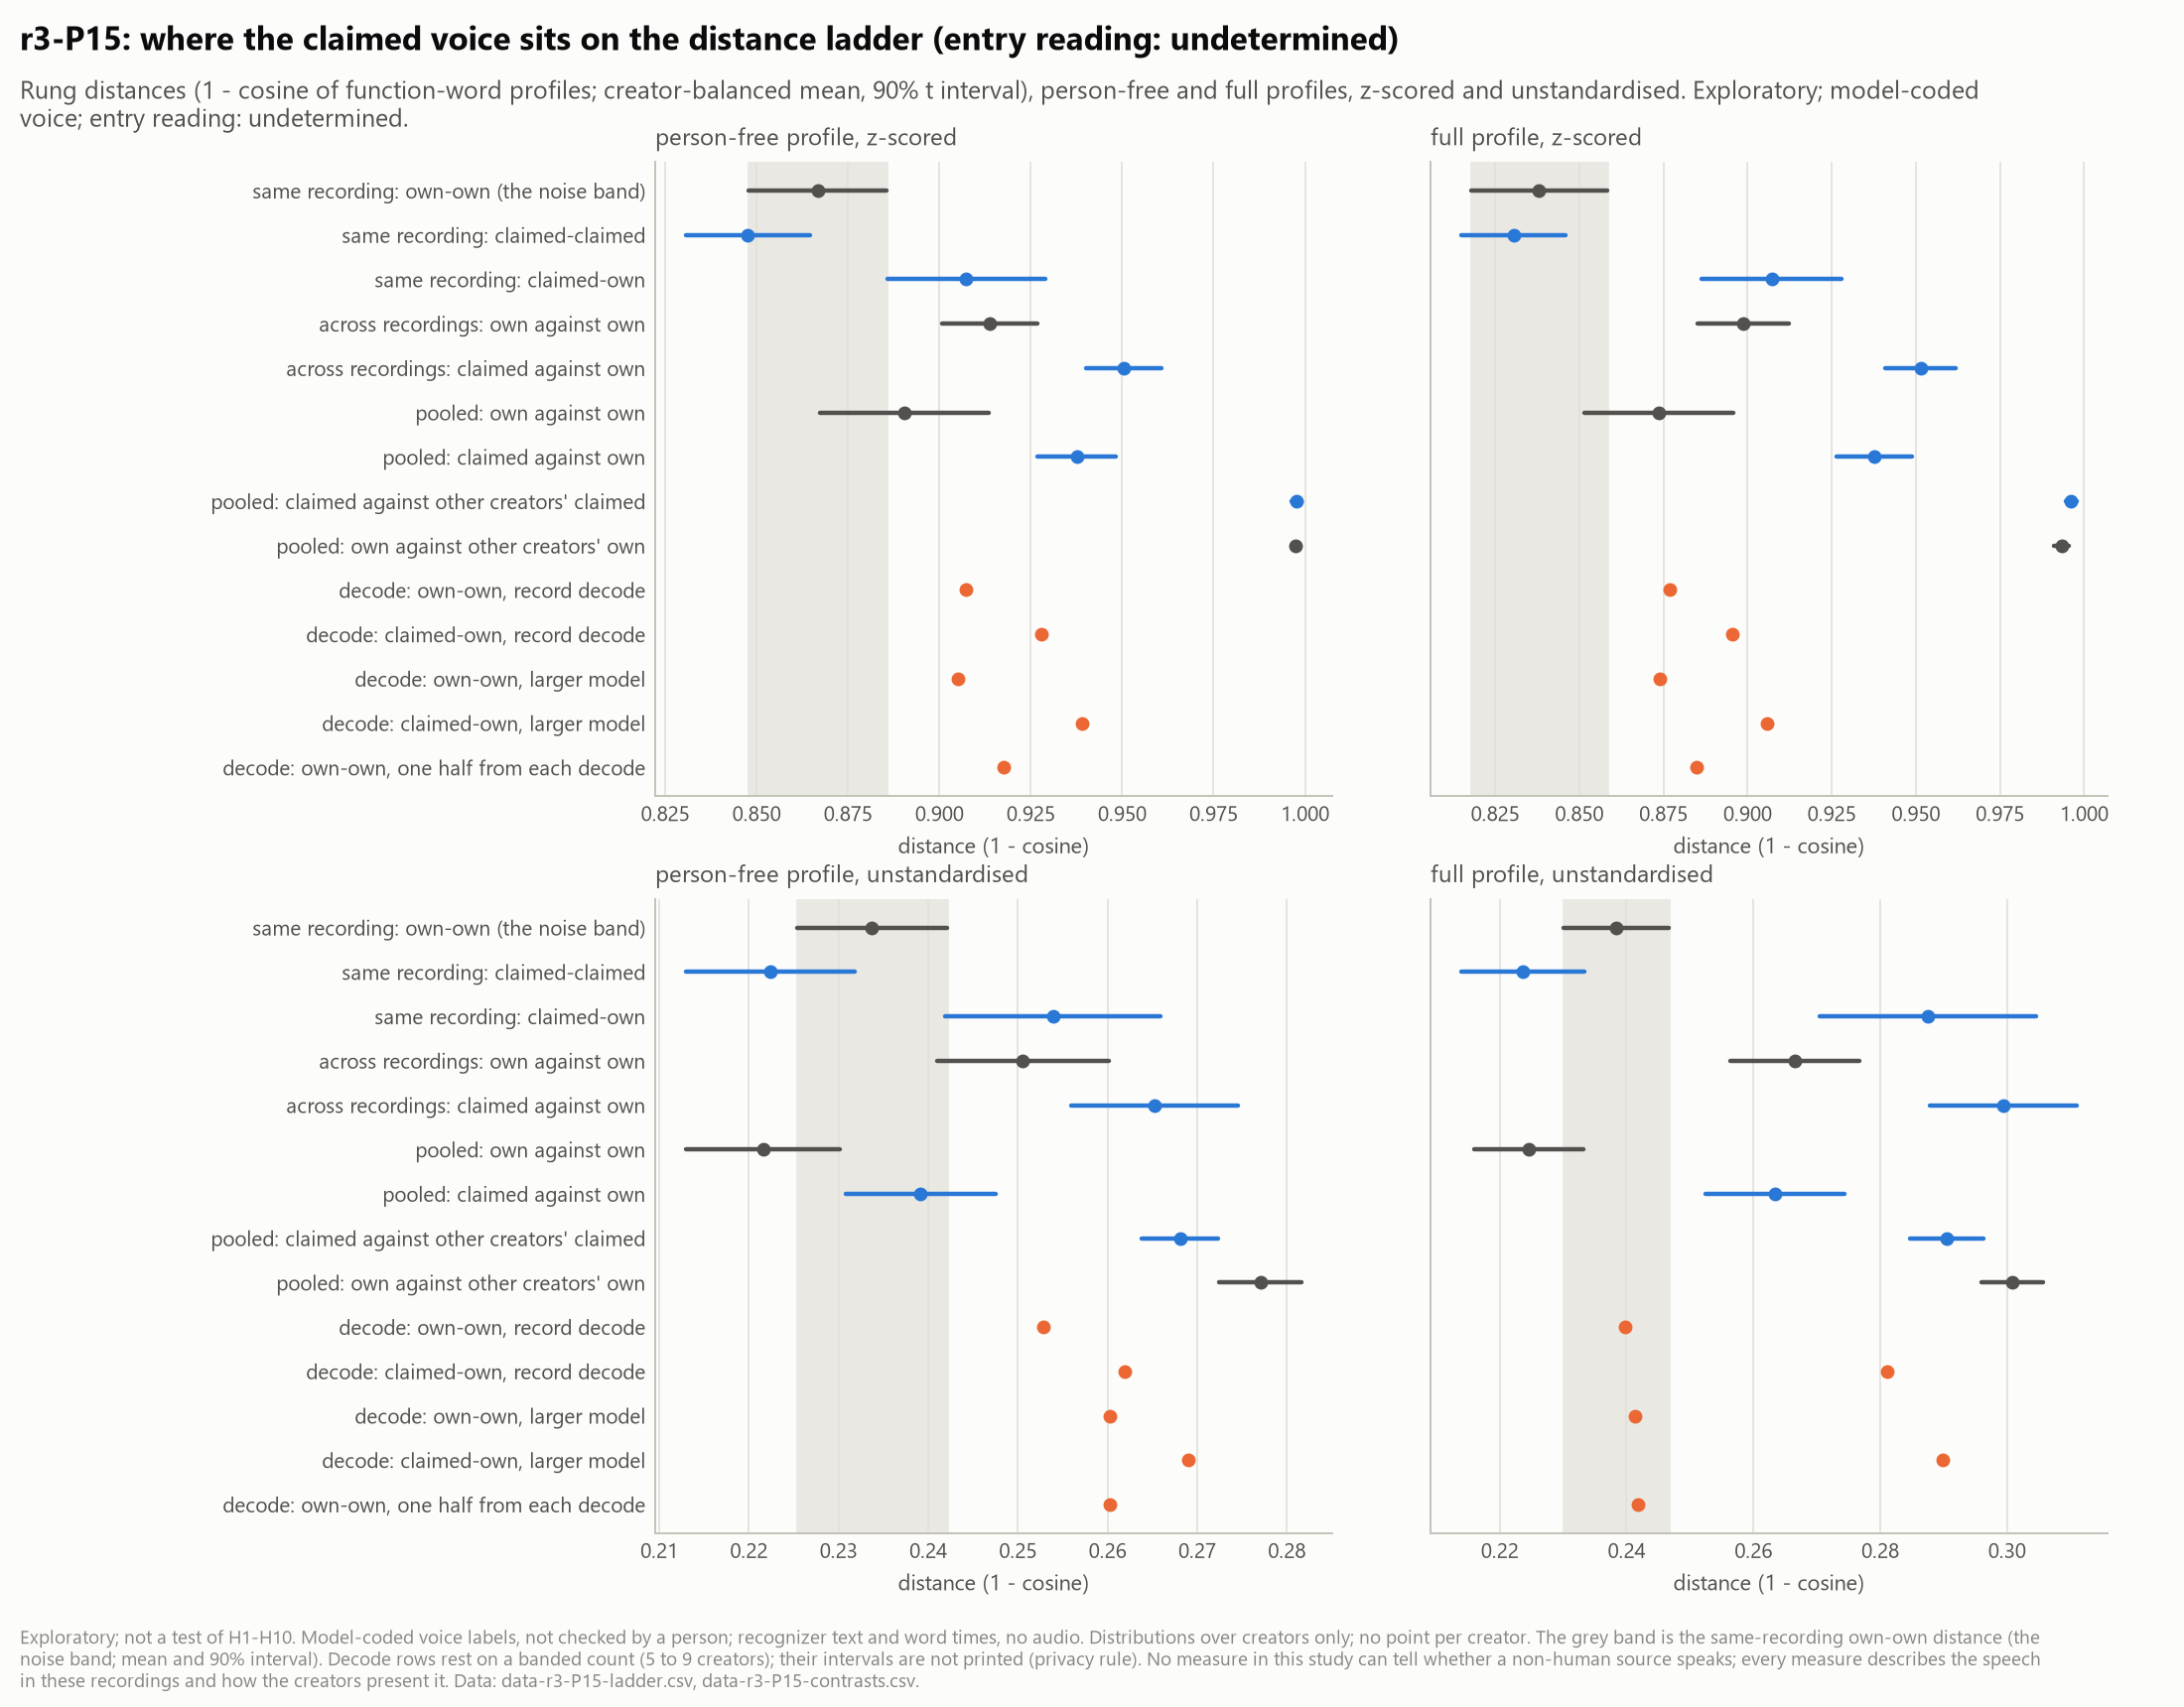 r3-P15: where the claimed voice sits on the distance ladder (entry reading: undetermined)
Rung distances (1 - cosine of function-word profiles; creator-balanced mean, 90% t interval), person-free and full profiles, z-scored and unstandardised. Exploratory; model-coded
voice; entry reading: undetermined.
person-free profile, z-scored
same recording: own-own (the noise band)
same recording: claimed-claimed
same recording: claimed-own
across recordings: own against own
across recordings: claimed against own
pooled: own against own
pooled: claimed against own
pooled: claimed against other creators' claimed
pooled: own against other creators' own
decode: own-own, record decode
decode: claimed-own, record decode
decode: own-own, larger model
decode: claimed-own, larger model
decode: own-own, one half from each decode
0.825 0.850 0.875 0.900 0.925 0.950 0.975 1.000
distance (1 - cosine)
full profile, z-scored
0.825 0.850 0.875 0.900 0.925 0.950 0.975 1.000
distance (1 - cosine)
person-free profile, unstandardised
same recording: own-own (the noise band)
same recording: claimed-claimed
same recording: claimed-own
across recordings: own against own
across recordings: claimed against own
pooled: own against own
pooled: claimed against own
pooled: claimed against other creators' claimed
pooled: own against other creators' own
decode: own-own, record decode
decode: claimed-own, record decode
decode: own-own, larger model
decode: claimed-own, larger model
decode: own-own, one half from each decode
0.21 0.22 0.23 0.24 0.25 0.26 0.27 0.28
distance (1 - cosine)
full profile, unstandardised
0.22 0.24 0.26 0.28 0.30
distance (1 - cosine)
Exploratory; not a test of H1-H10. Model-coded voice labels, not checked by a person; recognizer text and word times, no audio. Distributions over creators only; no point per creator. The grey band is the same-recording own-own distance (the
noise band; mean and 90% interval). Decode rows rest on a banded count (5 to 9 creators); their intervals are not printed (privacy rule). No measure in this study can tell whether a non-human source speaks; every measure describes the speech
in these recordings and how the creators present it. Data: data-r3-P15-ladder.csv, data-r3-P15-contrasts.csv.